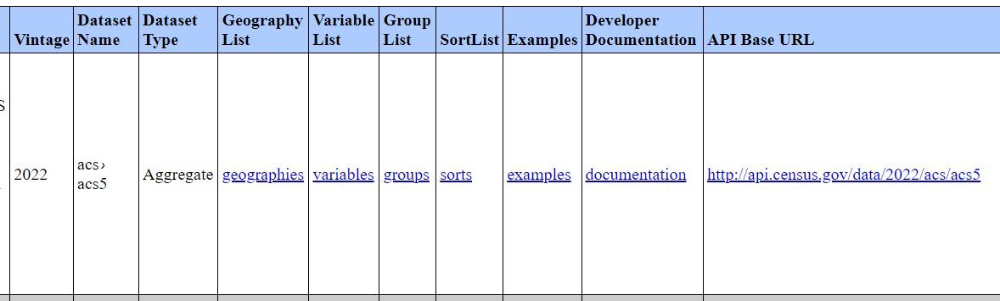 Vintage
Dataset Name
Dataset Type
Geography List
Variable List
Group List
SortList
Examples
Developer Documentation
API Base URL
2022
acs›
acs5
Aggregate
geographies
variables
groups
sorts
examples
documentation
http://api.census.gov/data/2022/acs/acs5